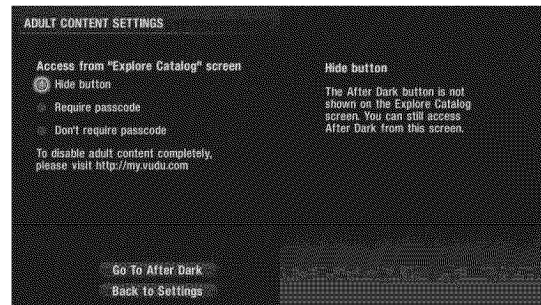 ADULT CONTENT SETTINGS
Access from "Explore Catalog" screen
Hide button
Require passcode
Don't require passcode
To disable adult content completely,
please visit http://my.vudu.com
Hide button
The After Dark button is not
shown on the Explore Catalog
screen. You can still access
After Dark from this screen.
Go To After Dark
Back to Settings